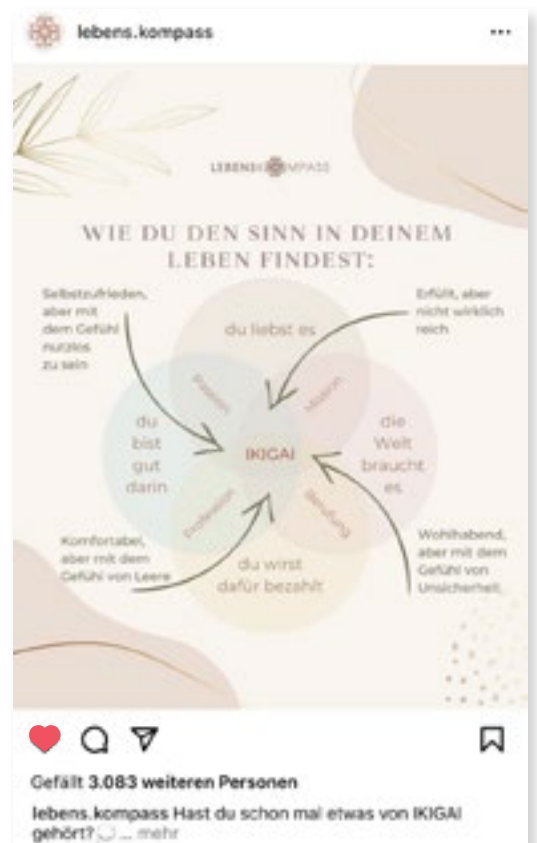 lebens.kompass
LEBENSKOMPASS
WIE DU DEN SINN IN DEINEM
LEBEN FINDEST:
Selbstzufrieden,
aber mit
dem Gefühl
nutzlos
zu sein
Erfüllt, aber
nicht wirklich
reich
du liebst es
Passion
Mission
du
bist
gut
darin
IKIGAI
die
Welt
braucht
es
Profession
Berufung
Komfortabel,
aber mit dem
Gefühl von Leere
du wirst
dafür bezahlt
Wohlhabend,
aber mit dem
Gefühl von
Unsicherheit.
Gefällt 3.083 weiteren Personen
lebens.kompass Hast du schon mal etwas von IKIGAI
gehört? ... mehr